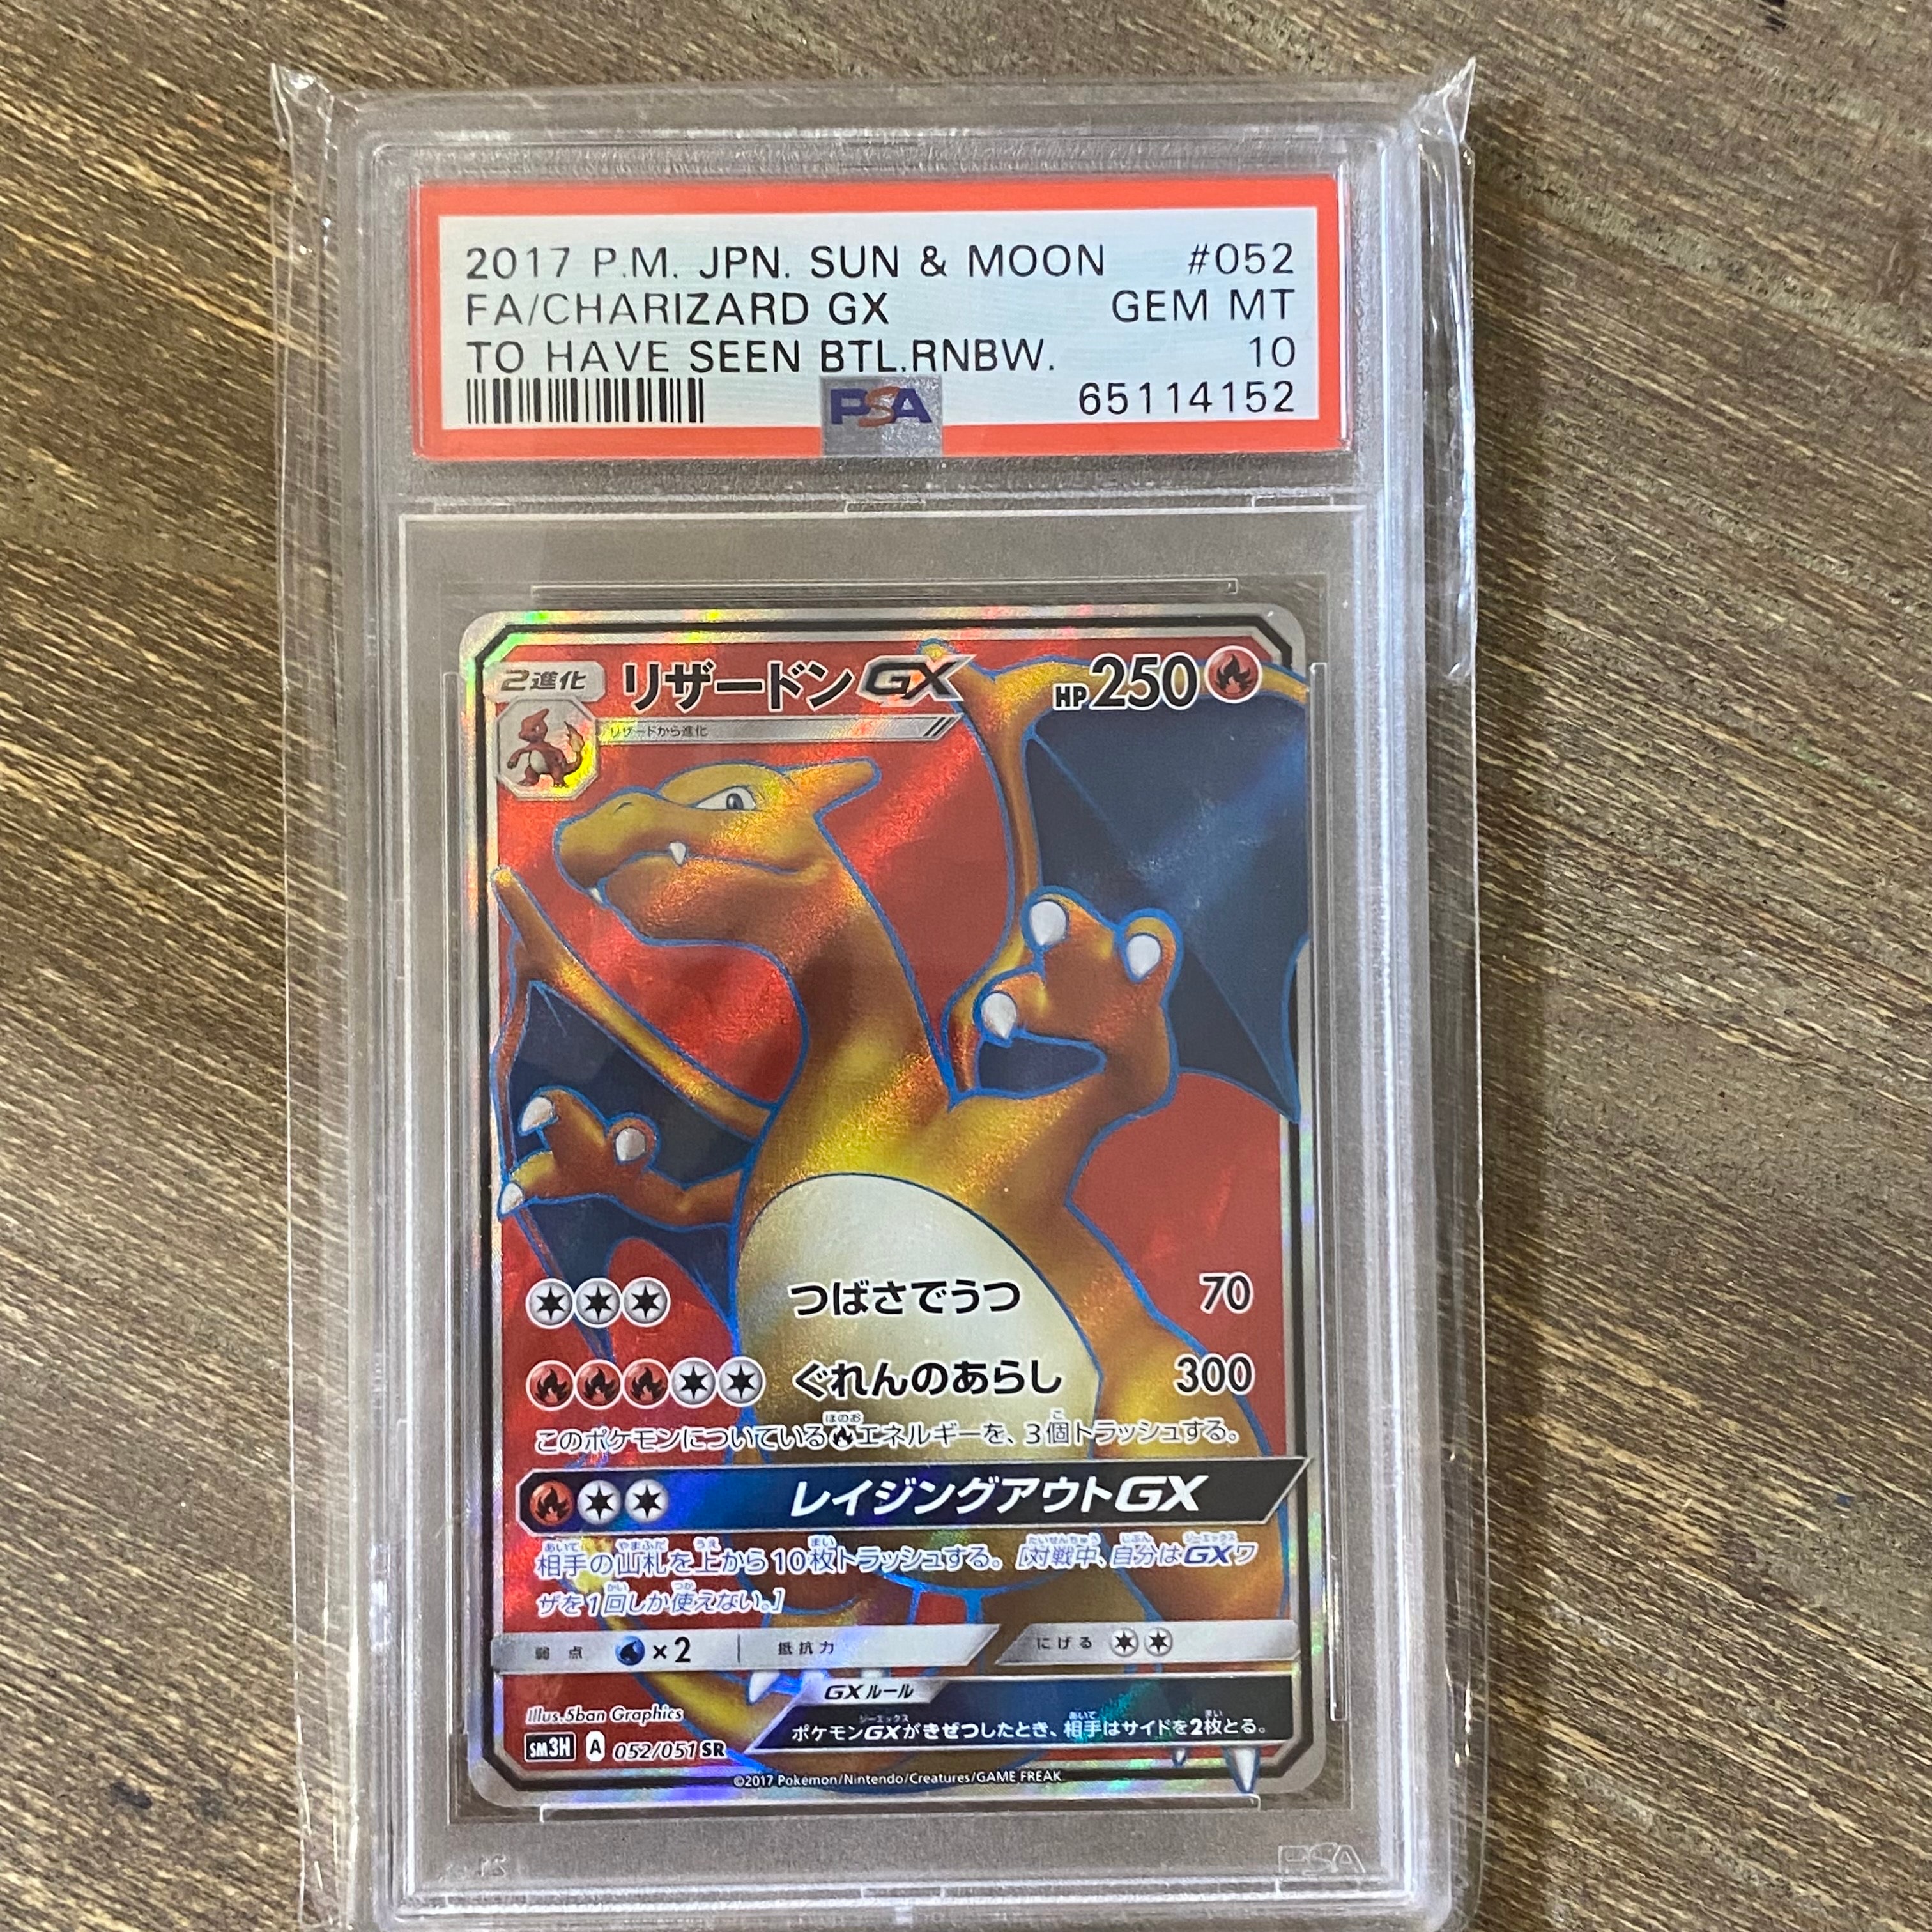 2017 P.M. JPN. SUN & MOON #052
FA/CHARIZARD GX GEM MT
TO HAVE SEEN BTL.RNBW. 10
PSA 65114152
2進化 リザードンGX HP250
リザードから進化
つばさでうつ 70
ぐれんのあらし 300
このポケモンについているエネルギーを、3個トラッシュする。
レイジングアウトGX
相手の山札を上から10枚トラッシュする。[対戦中、自分はGXワ
ザを1回しか使えない。]
弱点 ×2 抵抗力 にげる
GXルール
ポケモンGXがきぜつしたとき、相手はサイドを2枚とる。
Illus. 5ban Graphics
SM3H A 052/051 SR
©2017 Pokémon/Nintendo/Creatures/GAME FREAK.
PSA